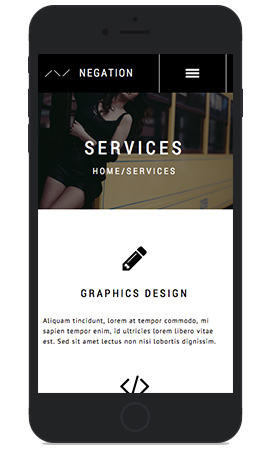 NEGATION
SERVICES
HOME/SERVICES
GRAPHICS DESIGN
Aliquam tincidunt, lorem at tempor commodo, mi
sapien tempor enim, id ultricies lorem libero vitae
est. Sed sit amet lectus non nisi lobortis dignissim.